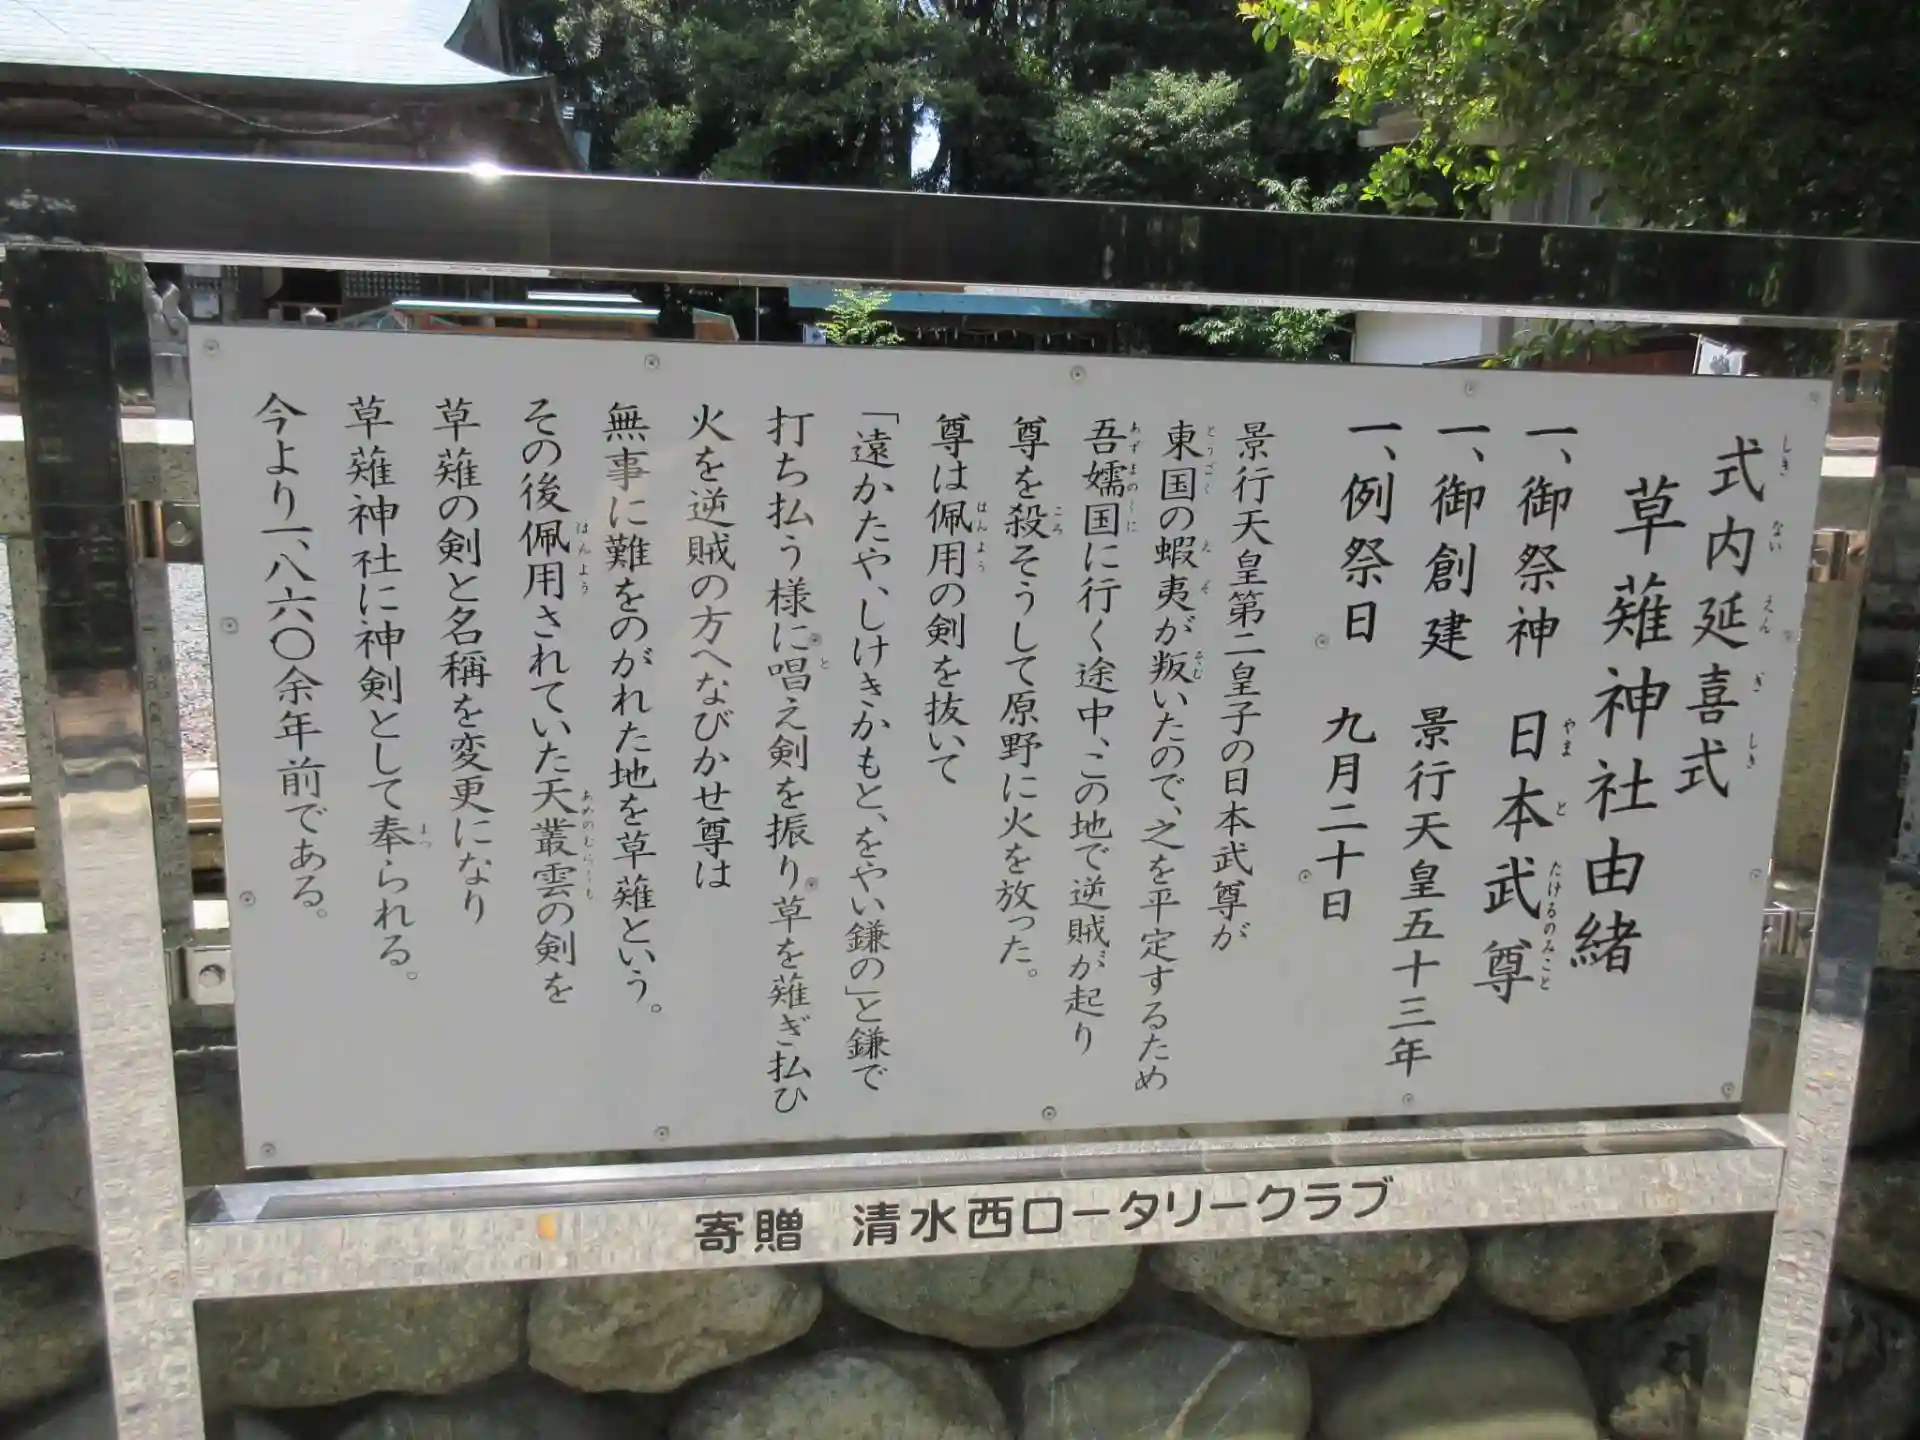 式内延喜式
草薙神社由緒
一、御祭神　日本武尊
一、御創建　景行天皇五十三年
一、例祭日　九月二十日
景行天皇第二皇子の日本武尊が
東国の蝦夷が叛いたので、之を平定するため
吾嬬国に行く途中、この地で逆賊が起り
尊を殺そうして原野に火を放った。
尊は佩用の剣を抜いて
「遠かたや、しけきかもと、をやい鎌の」と鎌で
打ち払う様に唱え剣を振り草を薙ぎ払ひ
火を逆賊の方へなびかせ尊は
無事に難をのがれた地を草薙という。
その後佩用されていた天叢雲の剣を
草薙の剣と名稱を変更になり
草薙神社に神剣として奉られる。
今より一、八六〇余年前である。
寄贈　清水西ロータリークラブ